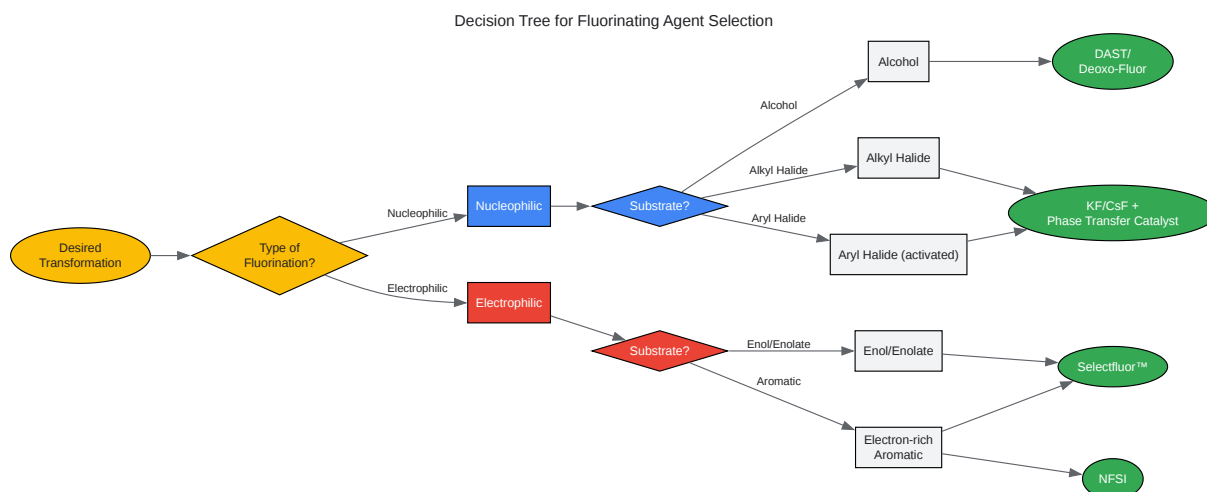 Decision Tree for Fluorinating Agent Selection
Desired
Transformation
Type of
Fluorination?
Nucleophilic
Electrophilic
Nucleophilic
Electrophilic
Substrate?
Substrate?
Alcohol
Alkyl Halide
Aryl Halide
Enol/Enolate
Aromatic
Alcohol
Alkyl Halide
Aryl Halide (activated)
Enol/Enolate
Electron-rich
Aromatic
DAST/
Deoxo-Fluor
KF/CsF +
Phase Transfer Catalyst
Selectfluor™
NFSI